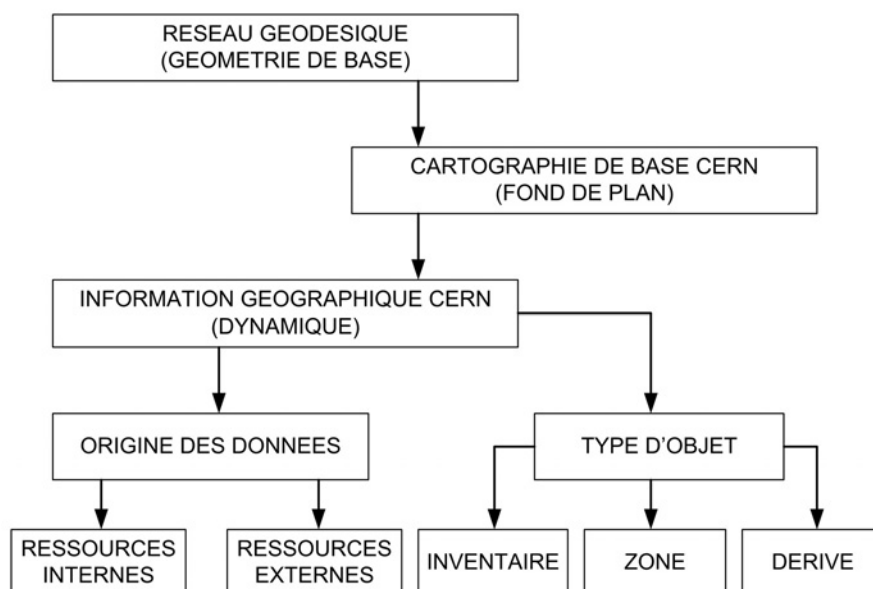 RESEAU GEODESIQUE
(GEOMETRIE DE BASE)
CARTOGRAPHIE DE BASE CERN
(FOND DE PLAN)
INFORMATION GEOGRAPHIQUE CERN
(DYNAMIQUE)
ORIGINE DES DONNEES
TYPE D'OBJET
RESSOURCES
INTERNES
RESSOURCES
EXTERNES
INVENTAIRE
ZONE
DERIVE